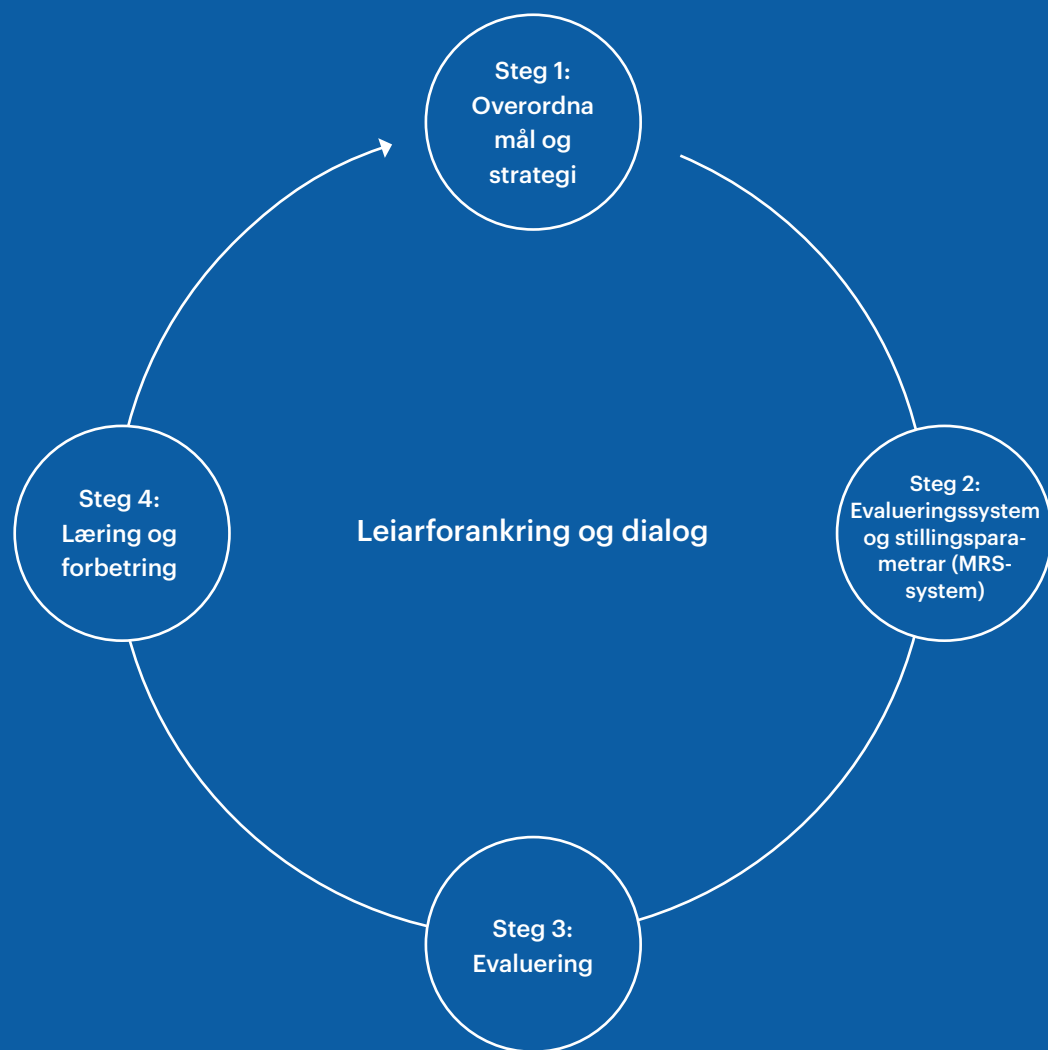 Steg 1:
Overordna
mål og
strategi
Steg 2:
Evalueringssystem
og stillingspara-
metrar (MRS-
system)
Steg 3:
Evaluering
Steg 4:
Læring og
forbetring
Leiarforankring og dialog